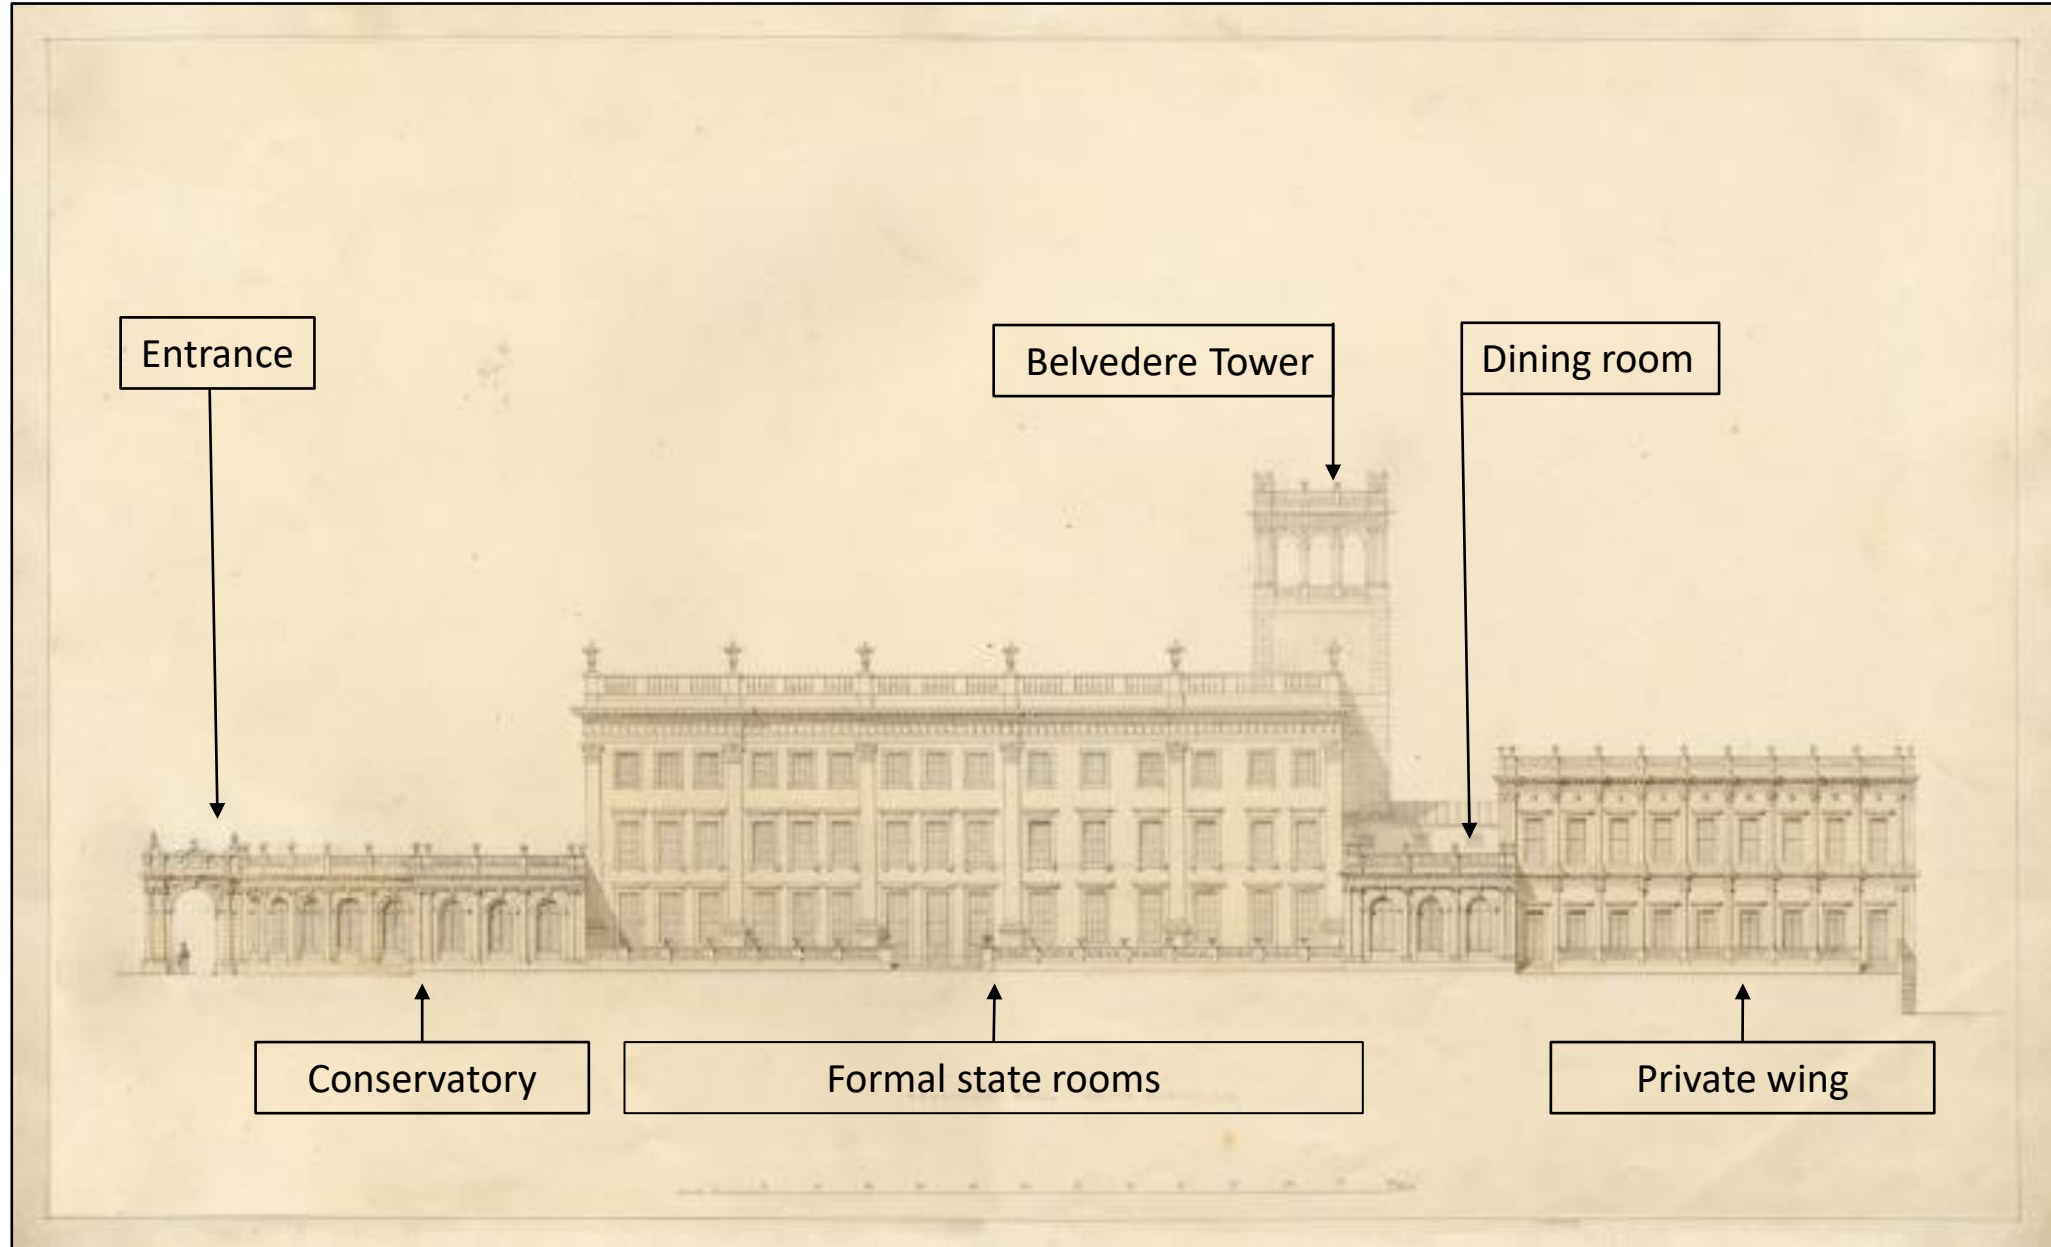 Entrance
Belvedere Tower
Dining room
Conservatory
Formal state rooms
Private wing